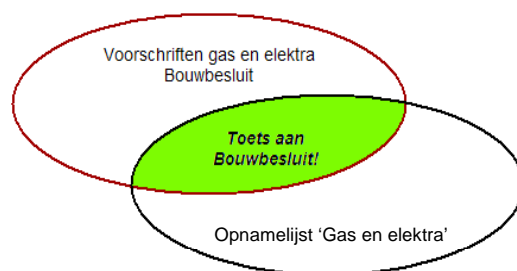 Voorschriften gas en elektra
Bouwbesluit
Toets aan
Bouwbesluit!
Opnamelijst ‘Gas en elektra’